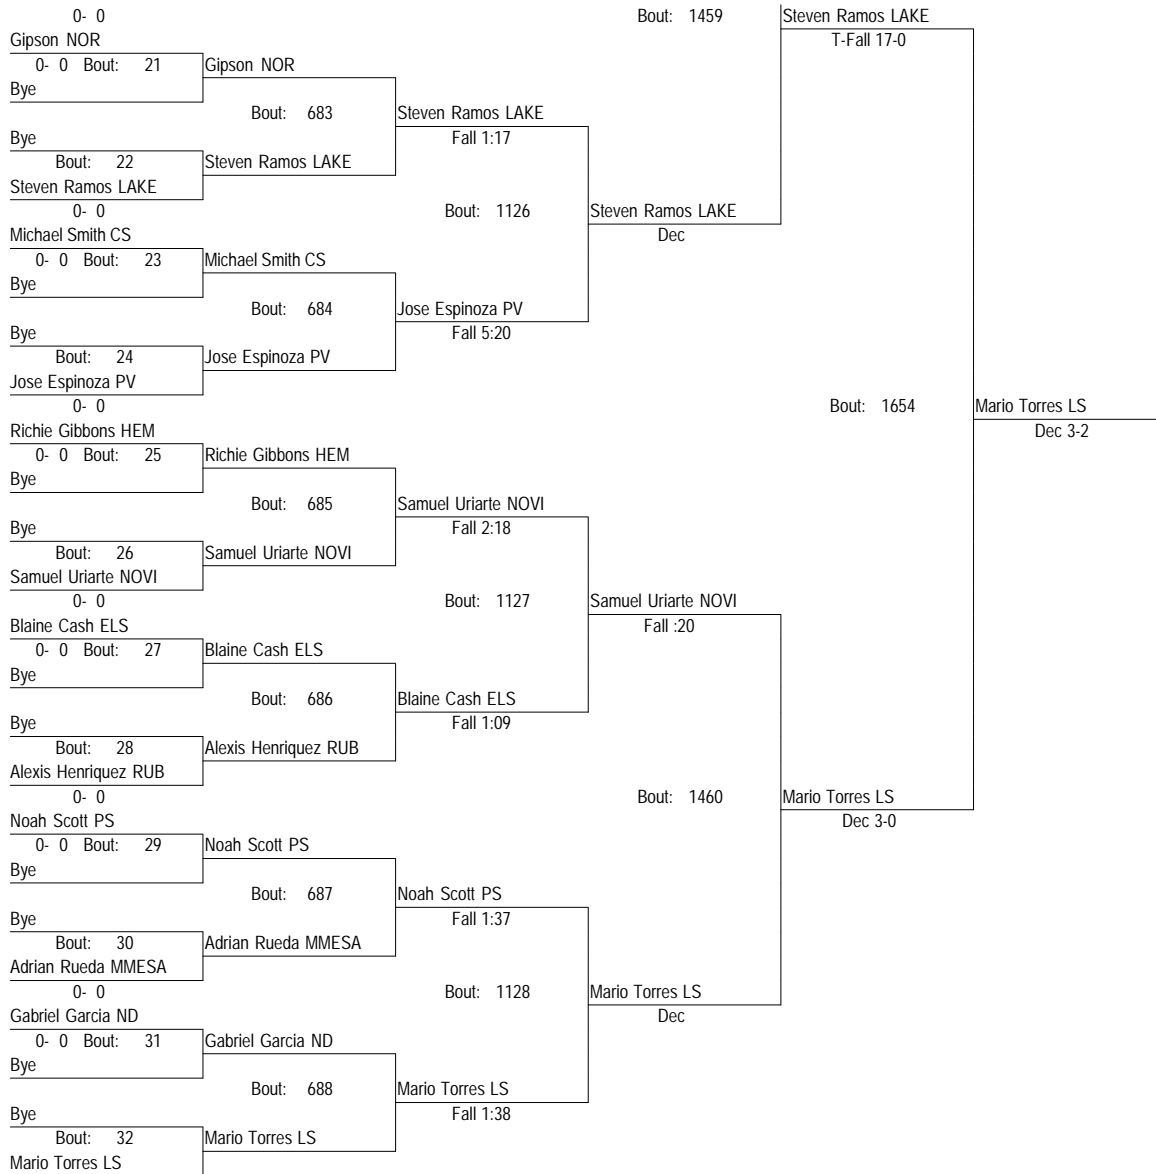 0- 0 Bout: 1459 Steven Ramos LAKE
Gipson NOR T-Fall 17-0
0- 0 Bout: 21 Gipson NOR
Bye
Bout: 683 Steven Ramos LAKE
Bye Fall 1:17
Bout: 22 Steven Ramos LAKE
Steven Ramos LAKE
0- 0 Bout: 1126 Steven Ramos LAKE
Michael Smith CS Dec
0- 0 Bout: 23 Michael Smith CS
Bye
Bout: 684 Jose Espinoza PV
Bye Fall 5:20
Bout: 24 Jose Espinoza PV
Jose Espinoza PV
0- 0 Bout: 1654 Mario Torres LS
Richie Gibbons HEM Dec 3-2
0- 0 Bout: 25 Richie Gibbons HEM
Bye
Bout: 685 Samuel Uriarte NOVI
Bye Fall 2:18
Bout: 26 Samuel Uriarte NOVI
Samuel Uriarte NOVI
0- 0 Bout: 1127 Samuel Uriarte NOVI
Blaine Cash ELS Fall :20
0- 0 Bout: 27 Blaine Cash ELS
Bye
Bout: 686 Blaine Cash ELS
Bye Fall 1:09
Bout: 28 Alexis Henriquez RUB
Alexis Henriquez RUB
0- 0 Bout: 1460 Mario Torres LS
Noah Scott PS Dec 3-0
0- 0 Bout: 29 Noah Scott PS
Bye
Bout: 687 Noah Scott PS
Bye Fall 1:37
Bout: 30 Adrian Rueda MMESA
Adrian Rueda MMESA
0- 0 Bout: 1128 Mario Torres LS
Gabriel Garcia ND Dec
0- 0 Bout: 31 Gabriel Garcia ND
Bye
Bout: 688 Mario Torres LS
Bye Fall 1:38
Bout: 32 Mario Torres LS
Mario Torres LS